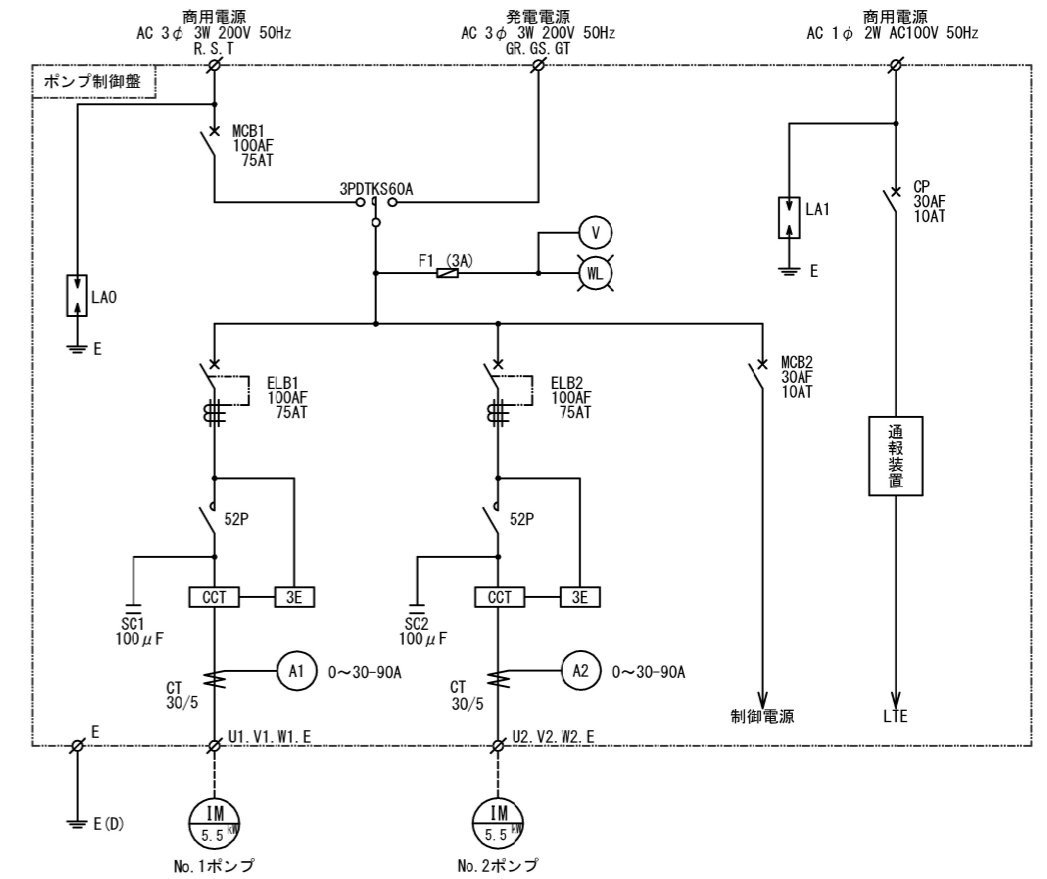 商用電源
AC 3φ 3W 200V 50Hz
R.S.T
発電電源
AC 3φ 3W 200V 50Hz
GR.GS.GT
商用電源
AC 1φ 2W AC100V 50Hz
ポンプ制御盤
MCB1
100AF
75AT
3PDTKS60A
CP
30AF
10AT
LA1
E
V
F1 (3A)
WL
LA0
E
ELB1
100AF
75AT
ELB2
100AF
75AT
MCB2
30AF
10AT
通報装置
52P
52P
CCT
3E
CCT
3E
SC1
100μF
SC2
100μF
A1
0〜30-90A
A2
0〜30-90A
CT
30/5
CT
30/5
制御電源
LTE
E
U1.V1.W1.E
U2.V2.W2.E
E(D)
IM
5.5kW
IM
5.5kW
No.1ポンプ
No.2ポンプ